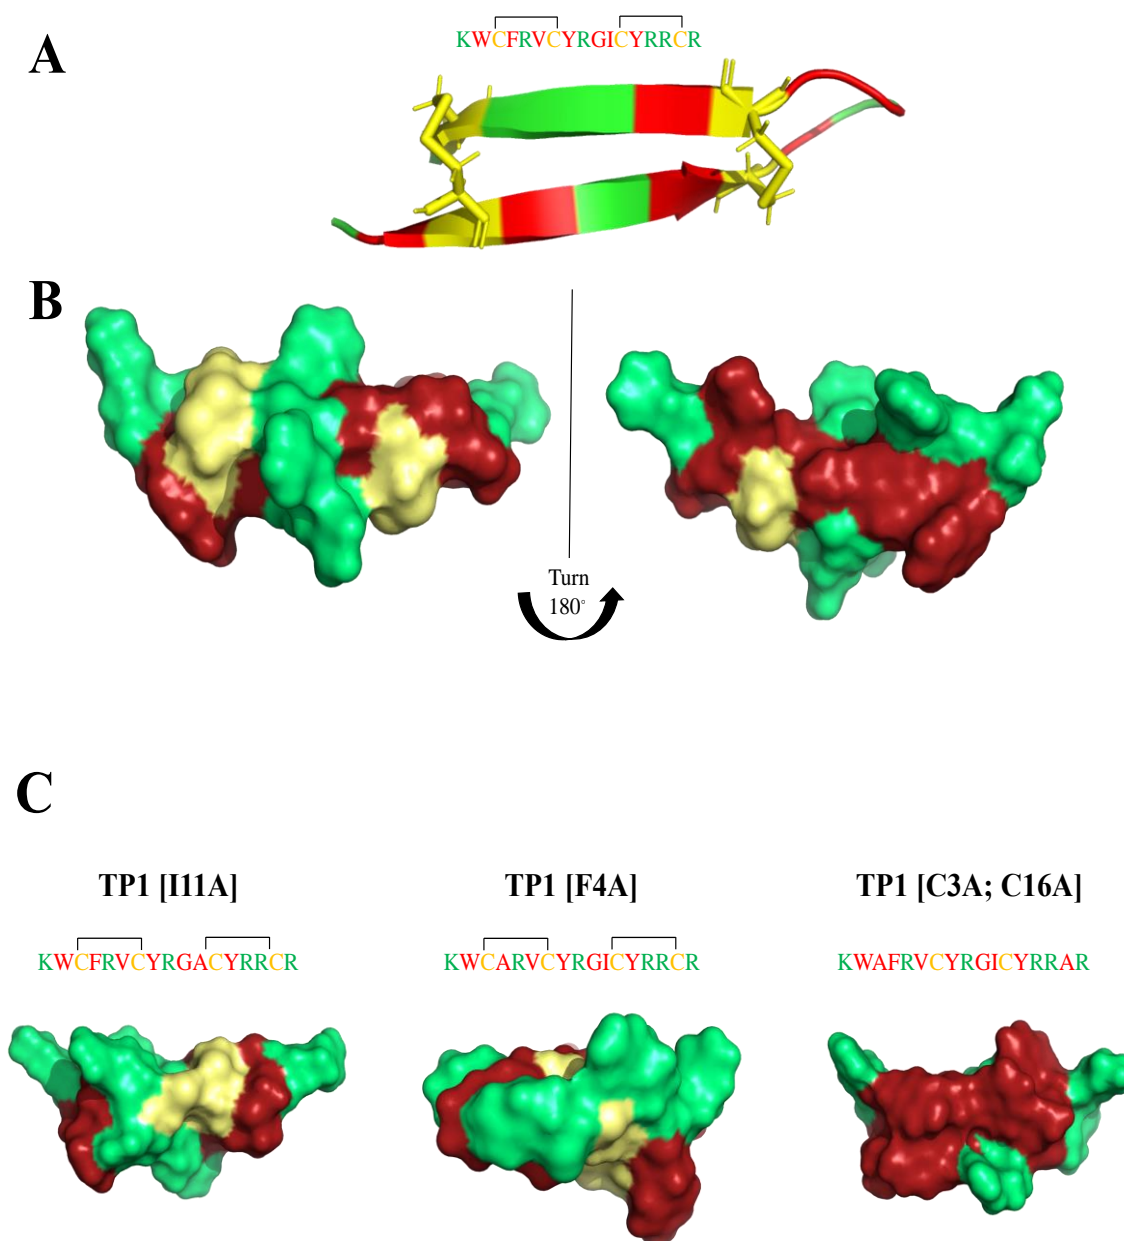 KWCFRVCYRGICYRRCR
A
B
Turn
180°
C
TP1 [I11A]
TP1 [F4A]
TP1 [C3A; C16A]
KWCFRVCYRGACYRRCR
KWCARVCYRGICYRRCR
KWAFRVCYRGICYRRAR